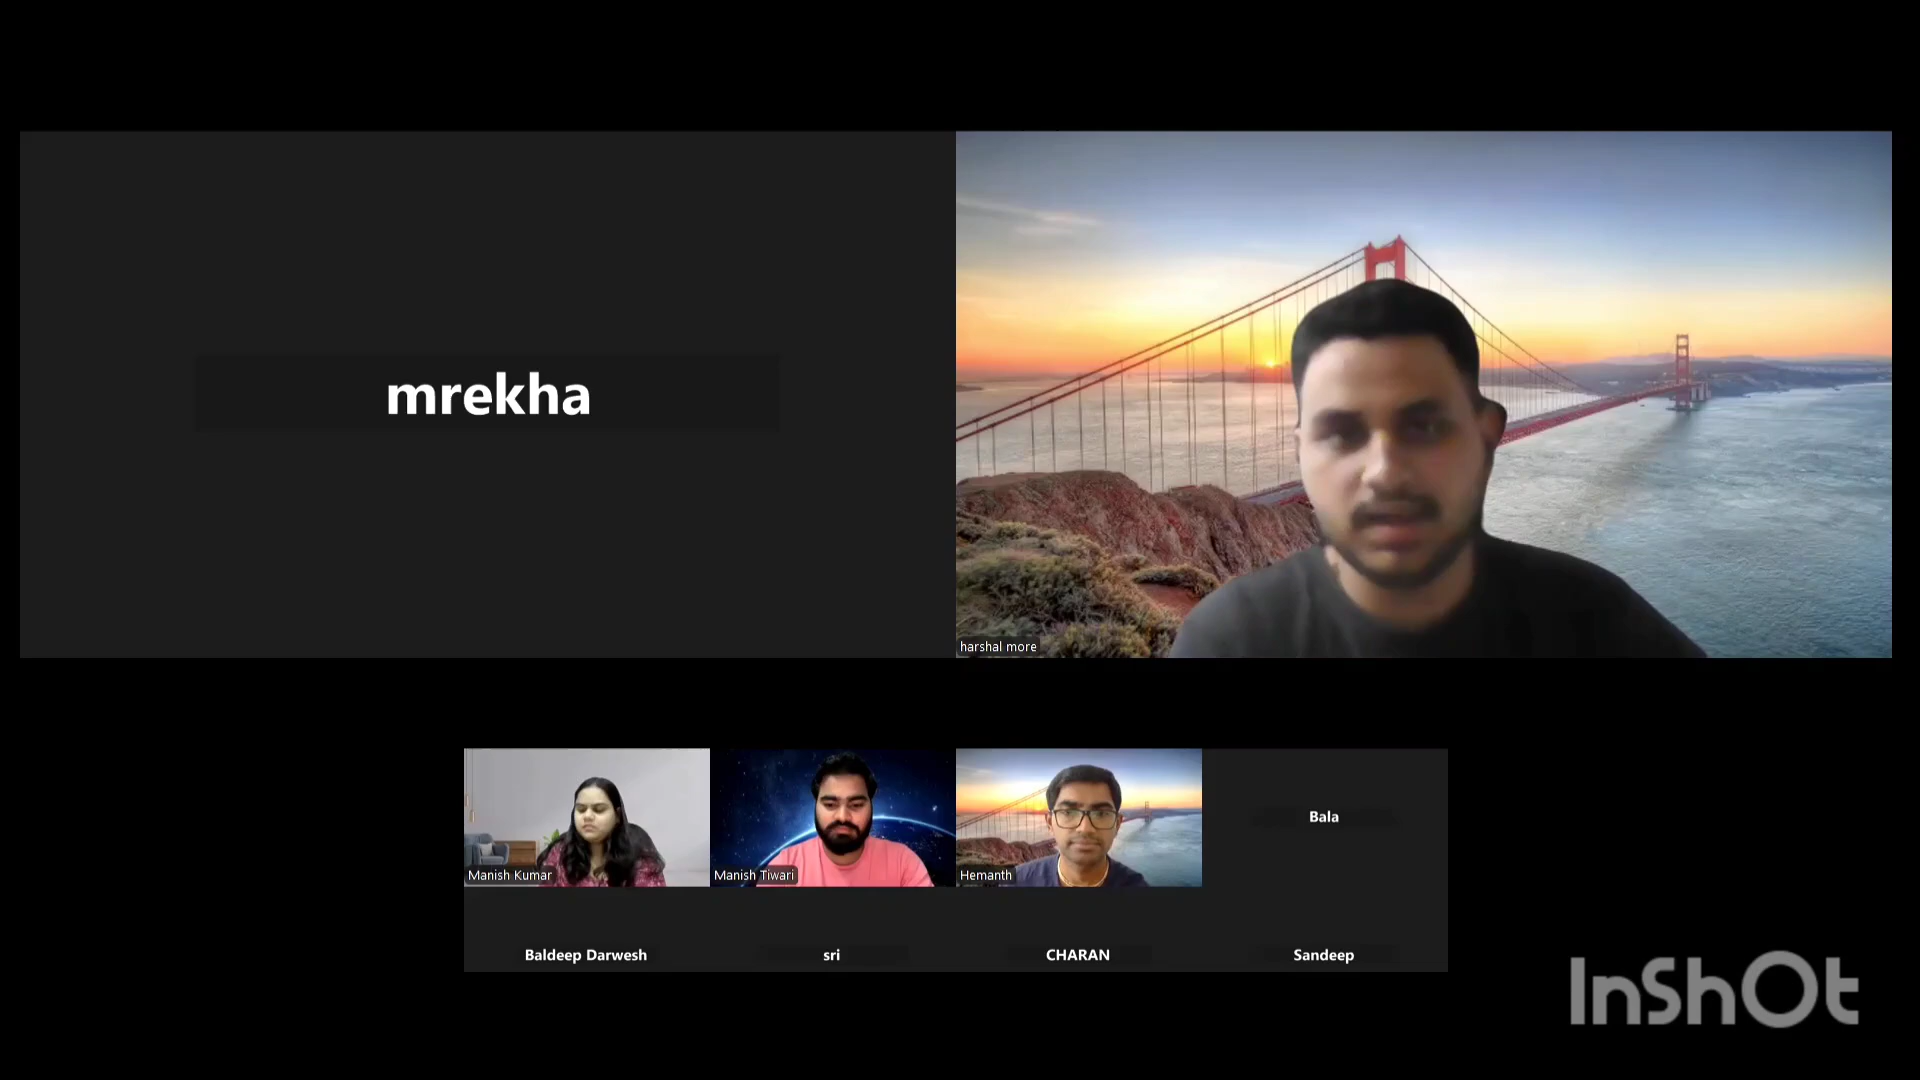 mrekha
harshal more
Manish Kumar
Manish Tiwari
Hemanth
Bala
Baldeep Darwesh
sri
CHARAN
Sandeep
InShOt